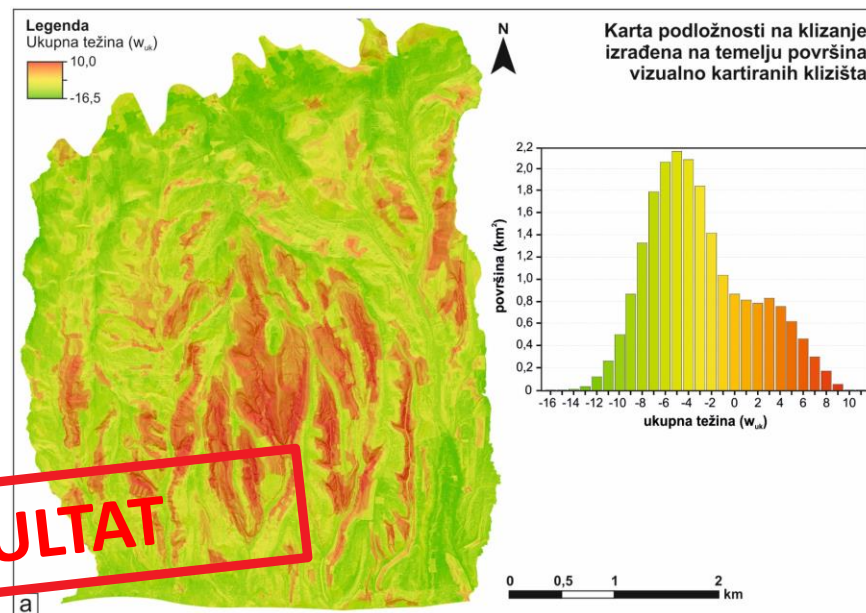 Legenda
Ukupna težina (wuk)
10,0
-16,5
N
Karta podložnosti na klizanje
izrađena na temelju površina
vizualno kartiranih klizišta
površina (km²)
2,2
2,0
1,8
1,6
1,4
1,2
1,0
0,8
0,6
0,4
0,2
0
-16 -14 -12 -10 -8 -6 -4 -2 0 2 4 6 8 10
ukupna težina (wuk)
ULTAT
0 0,5 1 2
km
a